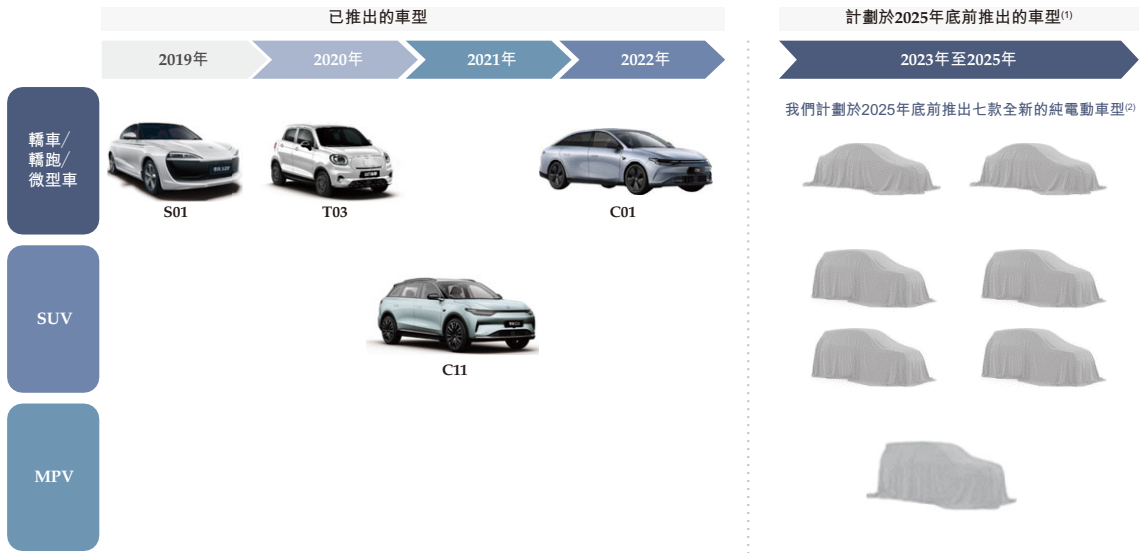 已推出的車型
計劃於2025年底前推出的車型(1)
2019年
2020年
2021年
2022年
2023年至2025年
我們計劃於2025年底前推出七款全新的純電動車型(2)
轎車/
轎跑/
微型車
S01
T03
C01
SUV
C11
MPV